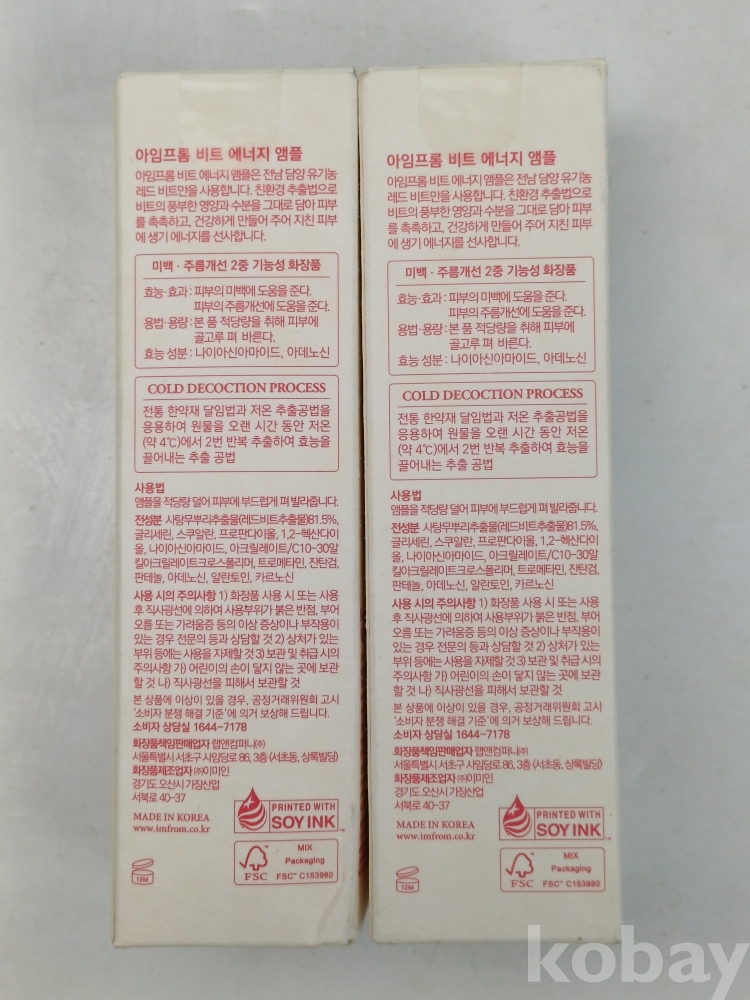 아임프롬 비트 에너지 앰플
아임프롬 비트 에너지 앰플은 전남 담양 유기농
레드 비트만을 사용합니다. 친환경 추출법으로
비트의 풍부한 영양과 수분을 그대로 담아 피부
를 촉촉하고, 건강하게 만들어 주어 지친 피부
에 생기 에너지를 선사합니다.
미백 · 주름개선 2중 기능성 화장품
효능·효과 : 피부의 미백에 도움을 준다.
피부의 주름개선에 도움을 준다.
용법·용량 : 본 품 적당량을 취해 피부에
골고루 펴 바른다.
효능 성분 : 나이아신아마이드, 아데노신
COLD DECOCTION PROCESS
전통 한약재 달임법과 저온 추출공법을
응용하여 원물을 오랜 시간 동안 저온
(약 4℃)에서 2번 반복 추출하여 효능을
끌어내는 추출 공법
사용법
앰플을 적당량 덜어 피부에 부드럽게 펴 발라줍니다.
전성분 사탕무뿌리추출물(레드비트추출물)81.5%,
글리세린, 스쿠알란, 프로판다이올, 1,2-헥산다이
올, 나이아신아마이드, 아크릴레이트/C10-30알
킬아크릴레이트크로스폴리머, 트로메타민, 잔탄검,
판테놀, 아데노신, 알란토인, 카르노신
사용 시의 주의사항 1) 화장품 사용 시 또는 사용
후 직사광선에 의하여 사용부위가 붉은 반점, 부어
오름 또는 가려움증 등의 이상 증상이나 부작용이
있는 경우 전문의 등과 상담할 것 2) 상처가 있는
부위 등에는 사용을 자제할 것 3) 보관 및 취급 시의
주의사항 가) 어린이의 손이 닿지 않는 곳에 보관
할 것 나) 직사광선을 피해서 보관할 것
본 상품에 이상이 있을 경우, 공정거래위원회 고시
'소비자 분쟁 해결 기준'에 의거 보상해 드립니다.
소비자 상담실 1644-7178
화장품책임판매업자 랩앤컴퍼니㈜
서울특별시 서초구 사임당로 86, 3층 (서초동, 상록빌딩)
화장품제조업자 ㈜이미인
경기도 오산시 가장산업
서북로 40-37
MADE IN KOREA
www.imfrom.co.kr
PRINTED WITH
SOY INK
12M
FSC
MIX
Packaging
FSC™ C153980
아임프롬 비트 에너지 앰플
아임프롬 비트 에너지 앰플은 전남 담양 유기농
레드 비트만을 사용합니다. 친환경 추출법으로
비트의 풍부한 영양과 수분을 그대로 담아 피부
를 촉촉하고, 건강하게 만들어 주어 지친 피부
에 생기 에너지를 선사합니다.
미백 · 주름개선 2중 기능성 화장품
효능·효과 : 피부의 미백에 도움을 준다.
피부의 주름개선에 도움을 준다.
용법·용량 : 본 품 적당량을 취해 피부에
골고루 펴 바른다.
효능 성분 : 나이아신아마이드, 아데노신
COLD DECOCTION PROCESS
전통 한약재 달임법과 저온 추출공법을
응용하여 원물을 오랜 시간 동안 저온
(약 4℃)에서 2번 반복 추출하여 효능을
끌어내는 추출 공법
사용법
앰플을 적당량 덜어 피부에 부드럽게 펴 발라줍니다.
전성분 사탕무뿌리추출물(레드비트추출물)81.5%,
글리세린, 스쿠알란, 프로판다이올, 1,2-헥산다이
올, 나이아신아마이드, 아크릴레이트/C10-30알
킬아크릴레이트크로스폴리머, 트로메타민, 잔탄검,
판테놀, 아데노신, 알란토인, 카르노신
사용 시의 주의사항 1) 화장품 사용 시 또는 사용
후 직사광선에 의하여 사용부위가 붉은 반점, 부어
오름 또는 가려움증 등의 이상 증상이나 부작용이
있는 경우 전문의 등과 상담할 것 2) 상처가 있는
부위 등에는 사용을 자제할 것 3) 보관 및 취급 시의
주의사항 가) 어린이의 손이 닿지 않는 곳에 보관
할 것 나) 직사광선을 피해서 보관할 것
본 상품에 이상이 있을 경우, 공정거래위원회 고시
'소비자 분쟁 해결 기준'에 의거 보상해 드립니다.
소비자 상담실 1644-7178
화장품책임판매업자 랩앤컴퍼니㈜
서울특별시 서초구 사임당로 86, 3층 (서초동, 상록빌딩)
화장품제조업자 ㈜이미인
경기도 오산시 가장산업
서북로 40-37
MADE IN KOREA
www.imfrom.co.kr
PRINTED WITH
SOY INK
12M
FSC
MIX
Packaging
FSC™ C153980
kobay